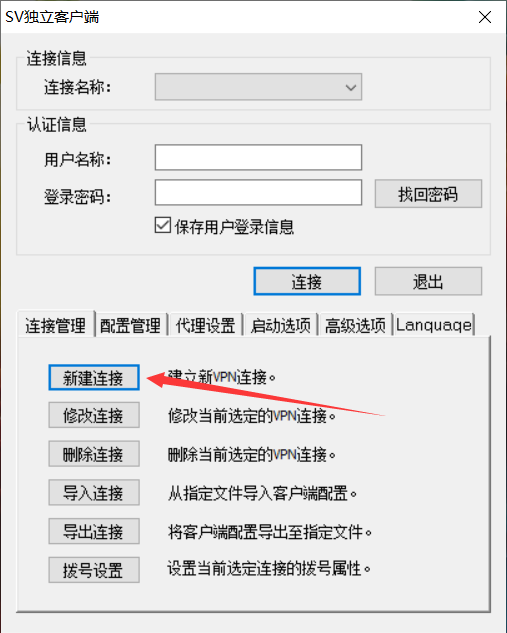 SV独立客户端
连接信息
连接名称:
认证信息
用户名称:
登录密码: 找回密码
保存用户登录信息
连接 退出
连接管理 配置管理 代理设置 启动选项 高级选项 Language
新建连接 建立新VPN连接。
修改连接 修改当前选定的VPN连接。
删除连接 删除当前选定的VPN连接。
导入连接 从指定文件导入客户端配置。
导出连接 将客户端配置导出至指定文件。
拨号设置 设置当前选定连接的拨号属性。